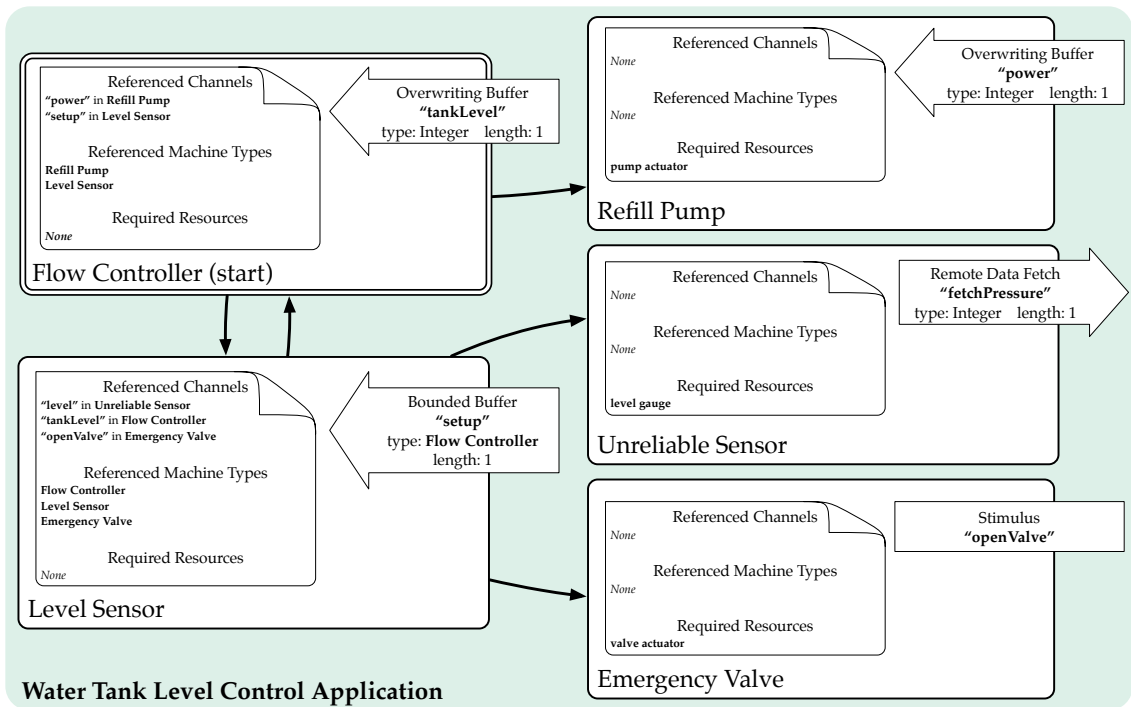 Referenced Channels
“power” in Refill Pump
“setup” in Level Sensor
Referenced Machine Types
Refill Pump
Level Sensor
Required Resources
None
Overwriting Buffer
“tankLevel”
type: Integer length: 1
Flow Controller (start)
Referenced Channels
None
Referenced Machine Types
None
Required Resources
pump actuator
Overwriting Buffer
“power”
type: Integer length: 1
Refill Pump
Referenced Channels
“level” in Unreliable Sensor
“tankLevel” in Flow Controller
“openValve” in Emergency Valve
Referenced Machine Types
Flow Controller
Level Sensor
Emergency Valve
Required Resources
None
Bounded Buffer
“setup”
type: Flow Controller
length: 1
Level Sensor
Referenced Channels
None
Referenced Machine Types
None
Required Resources
level gauge
Remote Data Fetch
“fetchPressure”
type: Integer length: 1
Unreliable Sensor
Referenced Channels
None
Referenced Machine Types
None
Required Resources
valve actuator
Stimulus
“openValve”
Emergency Valve
Water Tank Level Control Application